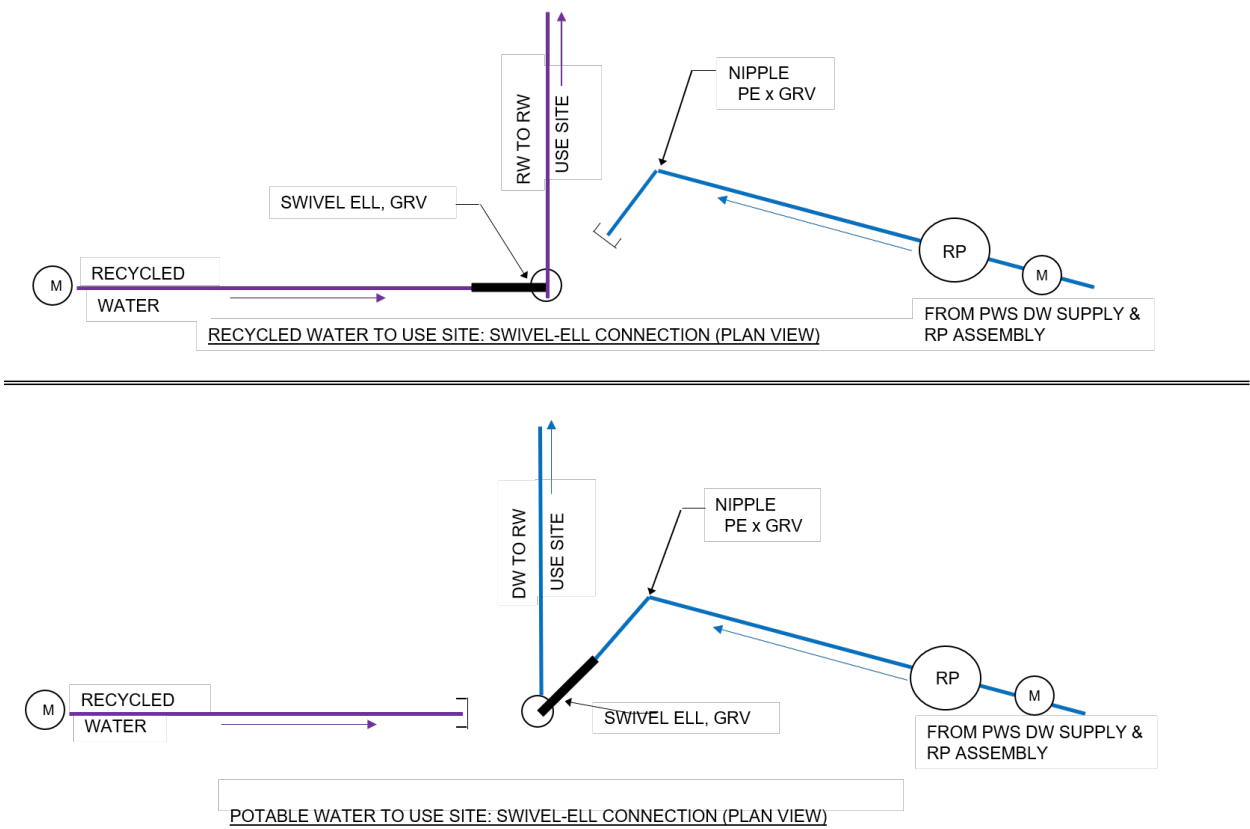 NIPPLE
PE x GRV
RW TO RW
USE SITE
SWIVEL ELL, GRV
RP
M
M
RECYCLED
WATER
FROM PWS DW SUPPLY &
RP ASSEMBLY
RECYCLED WATER TO USE SITE: SWIVEL-ELL CONNECTION (PLAN VIEW)
NIPPLE
PE x GRV
DW TO RW
USE SITE
RP
M
M
RECYCLED
WATER
SWIVEL ELL, GRV
FROM PWS DW SUPPLY &
RP ASSEMBLY
POTABLE WATER TO USE SITE: SWIVEL-ELL CONNECTION (PLAN VIEW)